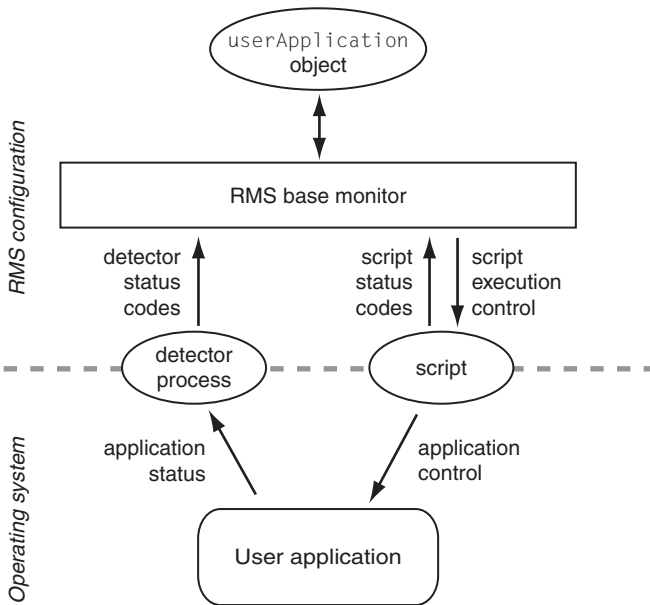 userApplication
object
RMS configuration
RMS base monitor
detector
status
codes
script
status
codes
script
execution
control
detector
process
script
Operating system
application
status
application
control
User application